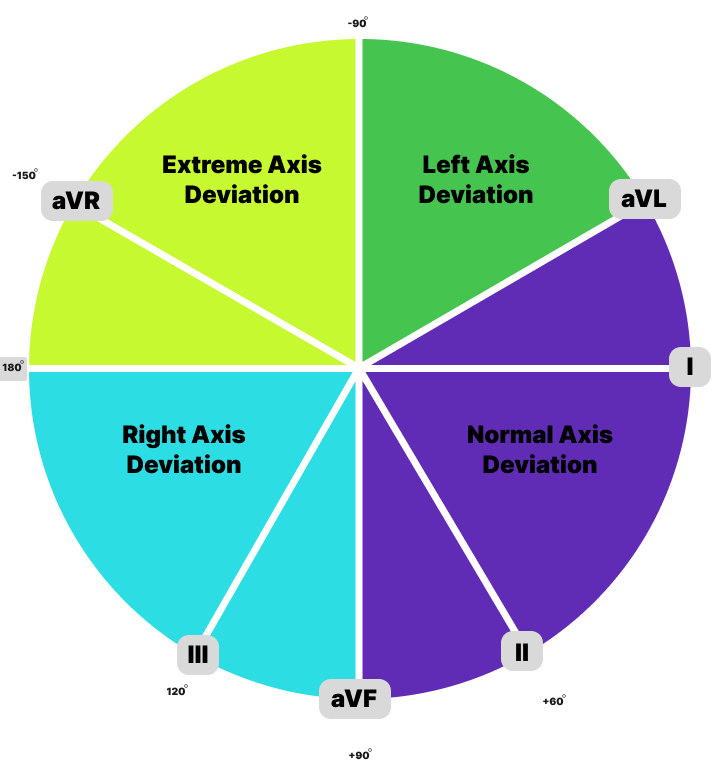 -90°
Extreme Axis
Deviation
Left Axis
Deviation
-150°
aVR
aVL
180°
I
Right Axis
Deviation
Normal Axis
Deviation
III
II
120°
aVF
+60°
+90°